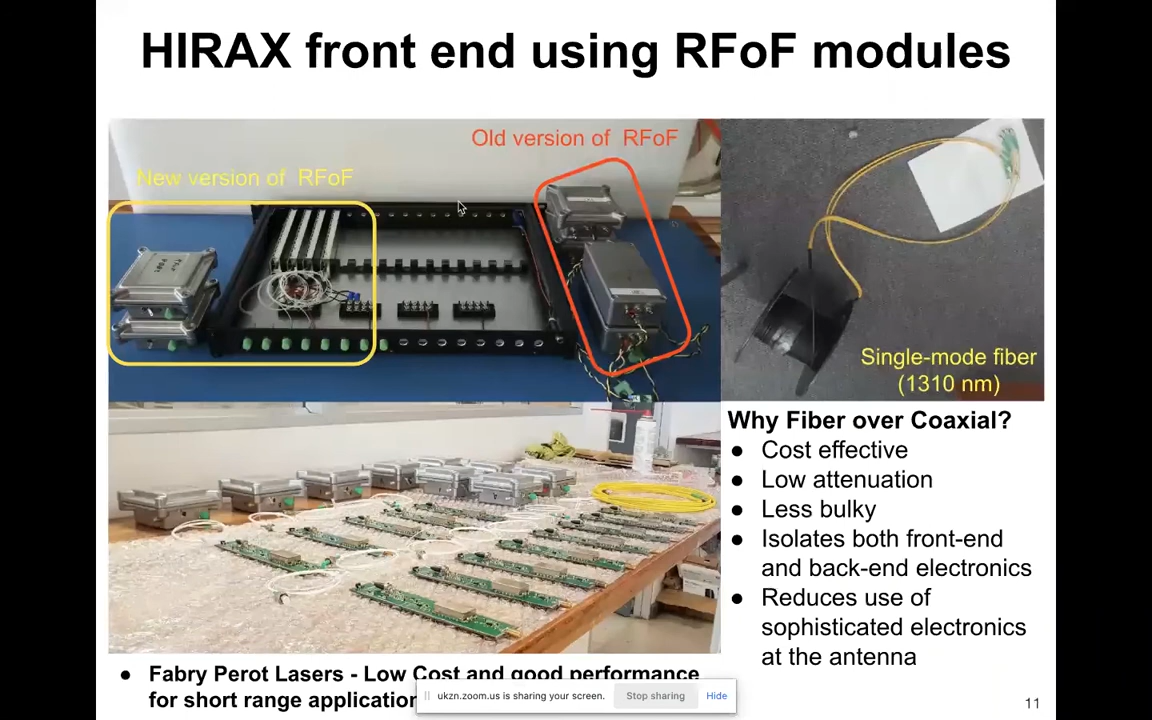 HIRAX front end using RFoF modules
Old version of RFoF
New version of RFoF
Single-mode fiber
(1310 nm)
Why Fiber over Coaxial?
● Cost effective
● Low attenuation
● Less bulky
● Isolates both front-end
and back-end electronics
● Reduces use of
sophisticated electronics
at the antenna
● Fabry Perot Lasers - Low Cost and good performance
for short range application
ukzn.zoom.us is sharing your screen.
Stop sharing
Hide
11